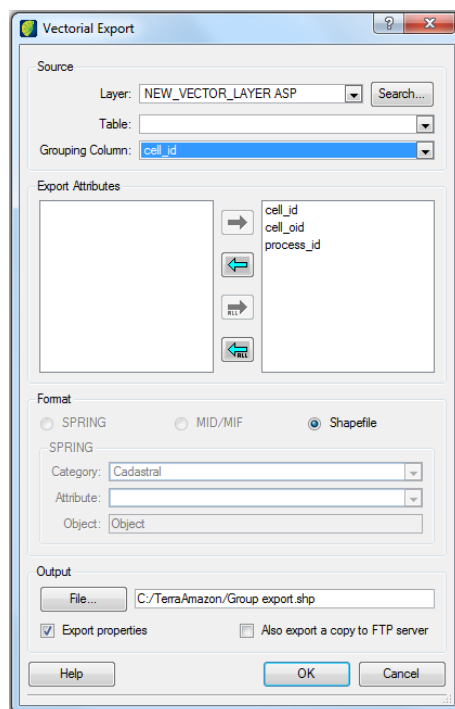 Vectorial Export
Source
Layer: NEW_VECTOR_LAYER ASP Search...
Table:
Grouping Column: cell_id
Export Attributes
cell_id
cell_oid
process_id
ALL
ALL
Format
SPRING MID/MIF Shapefile
SPRING
Category: Cadastral
Attribute:
Object: Object
Output
File... C:/TerraAmazon/Group export.shp
Export properties Also export a copy to FTP server
Help OK Cancel